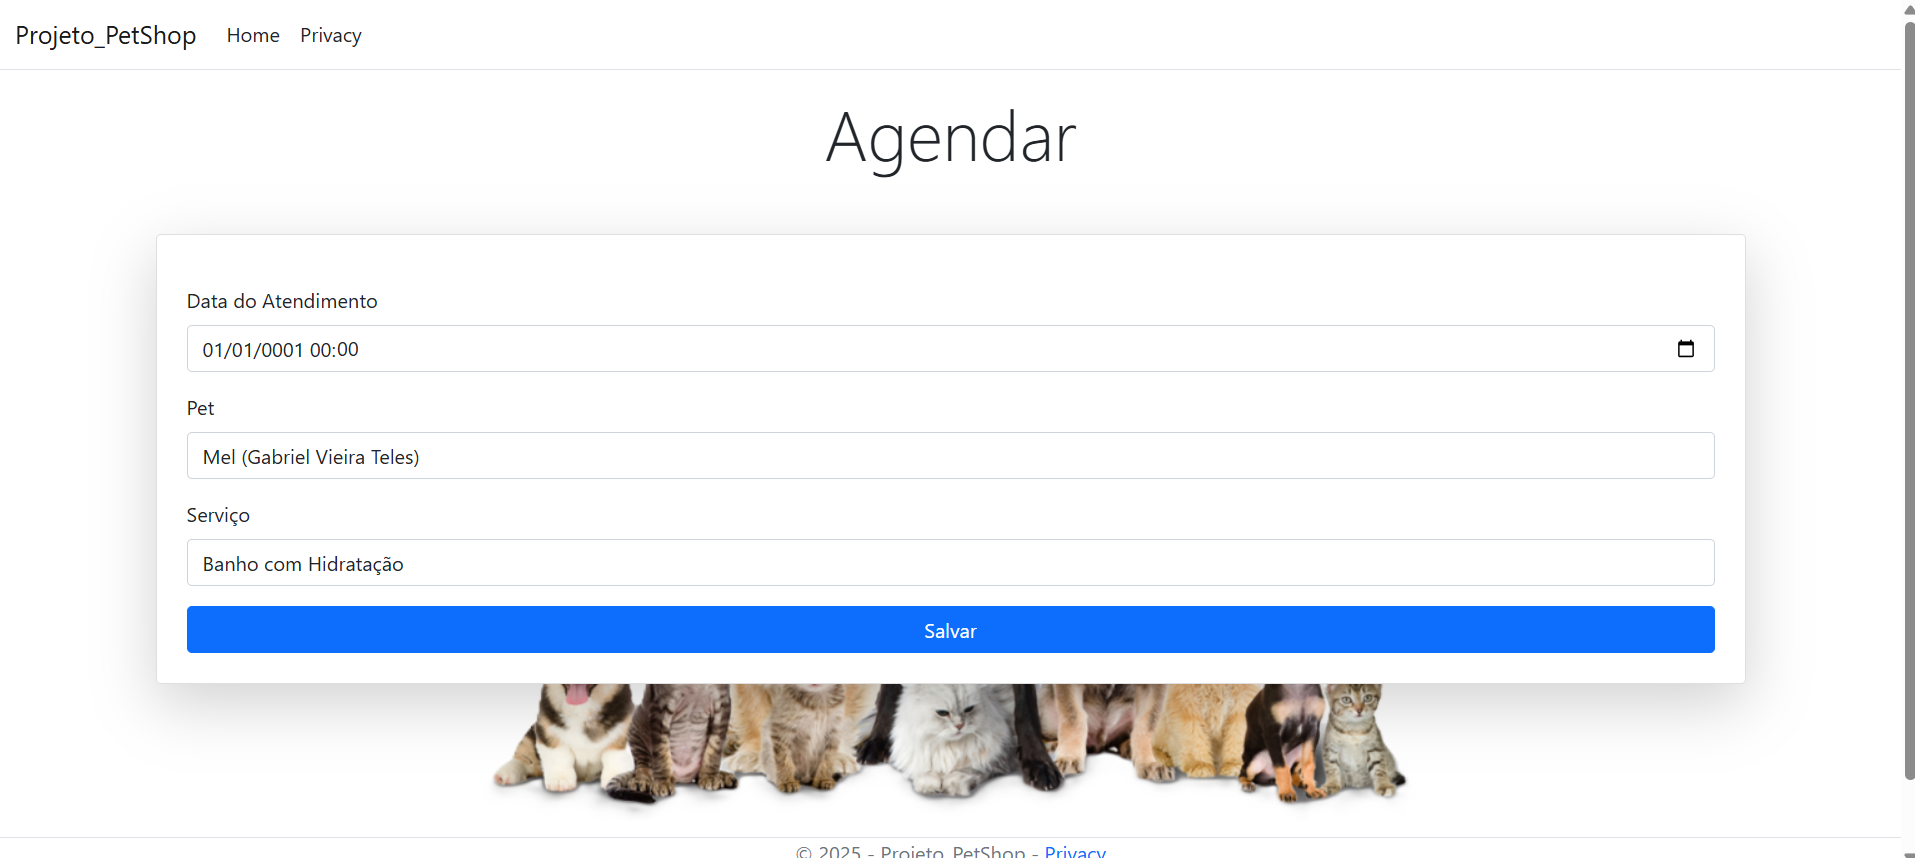 Projeto_PetShop Home Privacy
Agendar
Data do Atendimento
01/01/0001 00:00
Pet
Mel (Gabriel Vieira Teles)
Serviço
Banho com Hidratação
Salvar
© 2025 - Projeto_PetShop - Privacy